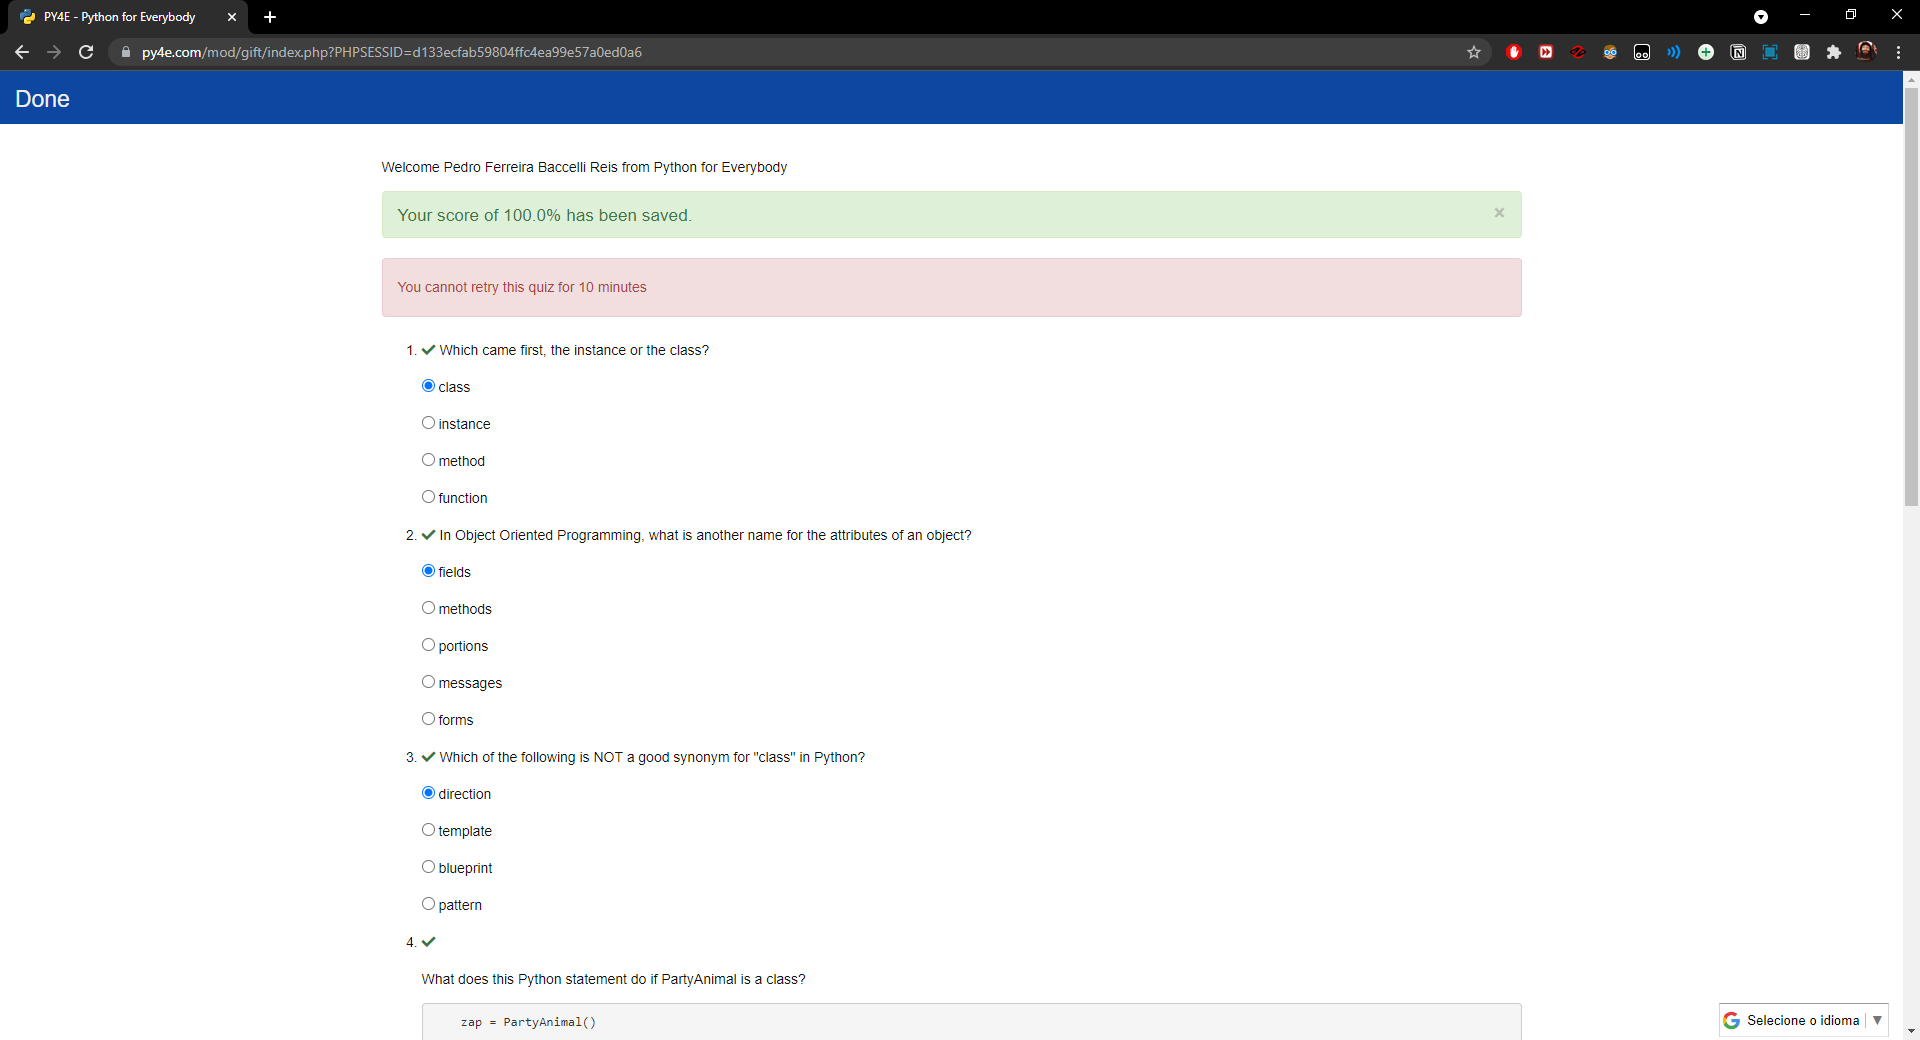 PY4E - Python for Everybody
py4e.com/mod/gift/index.php?PHPSESSID=d133ecfab59804ffc4ea99e57a0ed0a6
Done
Welcome Pedro Ferreira Baccelli Reis from Python for Everybody
Your score of 100.0% has been saved.
You cannot retry this quiz for 10 minutes
1. Which came first, the instance or the class?
class
instance
method
function
2. In Object Oriented Programming, what is another name for the attributes of an object?
fields
methods
portions
messages
forms
3. Which of the following is NOT a good synonym for "class" in Python?
direction
template
blueprint
pattern
4.
What does this Python statement do if PartyAnimal is a class?
zap = PartyAnimal()
Selecione o idioma